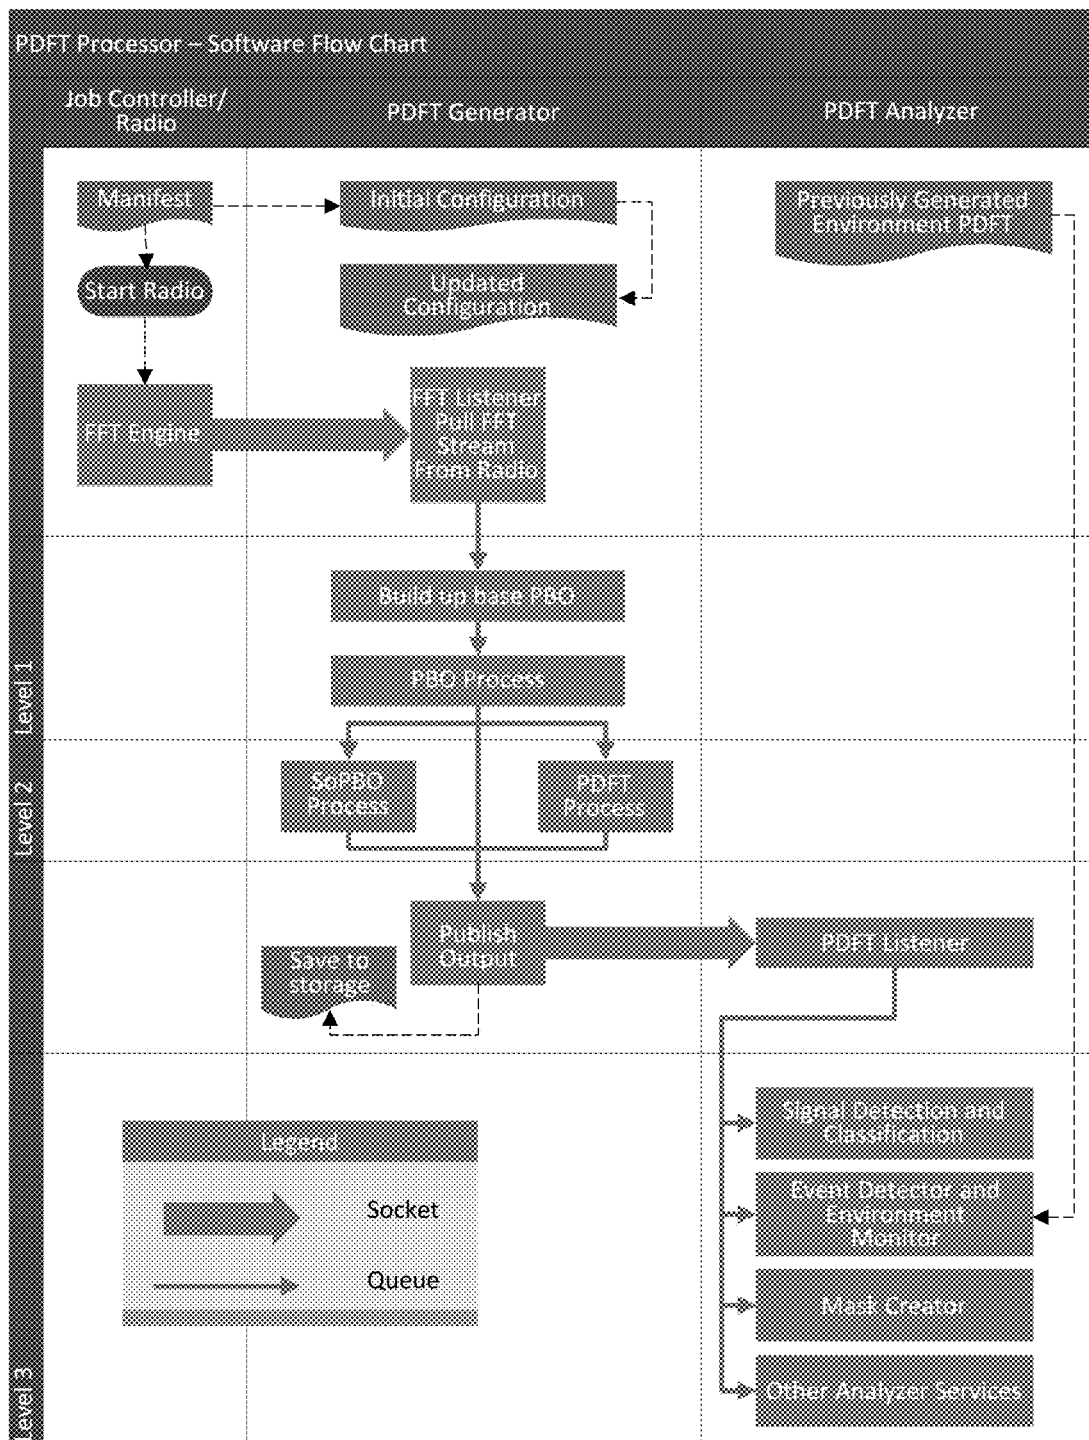 PDFT Processor – Software Flow Chart
Job Controller/
Radio
PDFT Generator
PDFT Analyzer
Manifest
Initial Configuration
Previously Generated
Environment PDFT
Start Radio
Updated
Configuration
FFT Engine
FFT Listener
Pull FFT
Stream
From Radio
Build up base PBO
PBO Process
Level 1
SoPBO
Process
PDFT
Process
Level 2
Publish
Output
PDFT Listener
Save to
storage
Legend
Socket
Queue
Signal Detection and
Classification
Event Detector and
Environment
Monitor
Mask Creator
Other Analyzer Services
Level 3